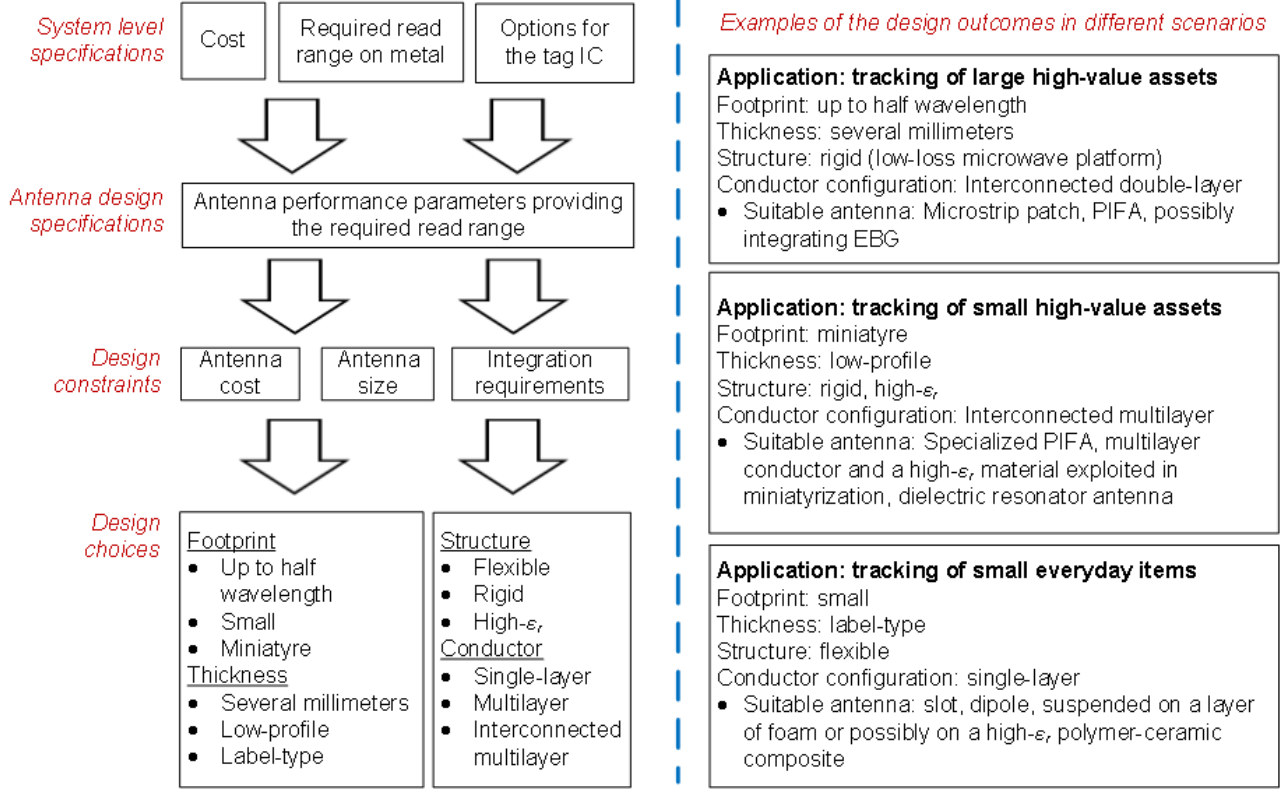 System level
specifications
Cost
Required read
range on metal
Options for
the tag IC
Antenna design
specifications
Antenna performance parameters providing
the required read range
Design
constraints
Antenna
cost
Antenna
size
Integration
requirements
Design
choices
Footprint
• Up to half
wavelength
• Small
• Miniatyre
Thickness
• Several millimeters
• Low-profile
• Label-type
Structure
• Flexible
• Rigid
• High-εr
Conductor
• Single-layer
• Multilayer
• Interconnected
multilayer
Examples of the design outcomes in different scenarios
Application: tracking of large high-value assets
Footprint: up to half wavelength
Thickness: several millimeters
Structure: rigid (low-loss microwave platform)
Conductor configuration: Interconnected double-layer
• Suitable antenna: Microstrip patch, PIFA, possibly
integrating EBG
Application: tracking of small high-value assets
Footprint: miniatyre
Thickness: low-profile
Structure: rigid, high-εr
Conductor configuration: Interconnected multilayer
• Suitable antenna: Specialized PIFA, multilayer
conductor and a high-εr material exploited in
miniatyrization, dielectric resonator antenna
Application: tracking of small everyday items
Footprint: small
Thickness: label-type
Structure: flexible
Conductor configuration: single-layer
• Suitable antenna: slot, dipole, suspended on a layer
of foam or possibly on a high-εr polymer-ceramic
composite